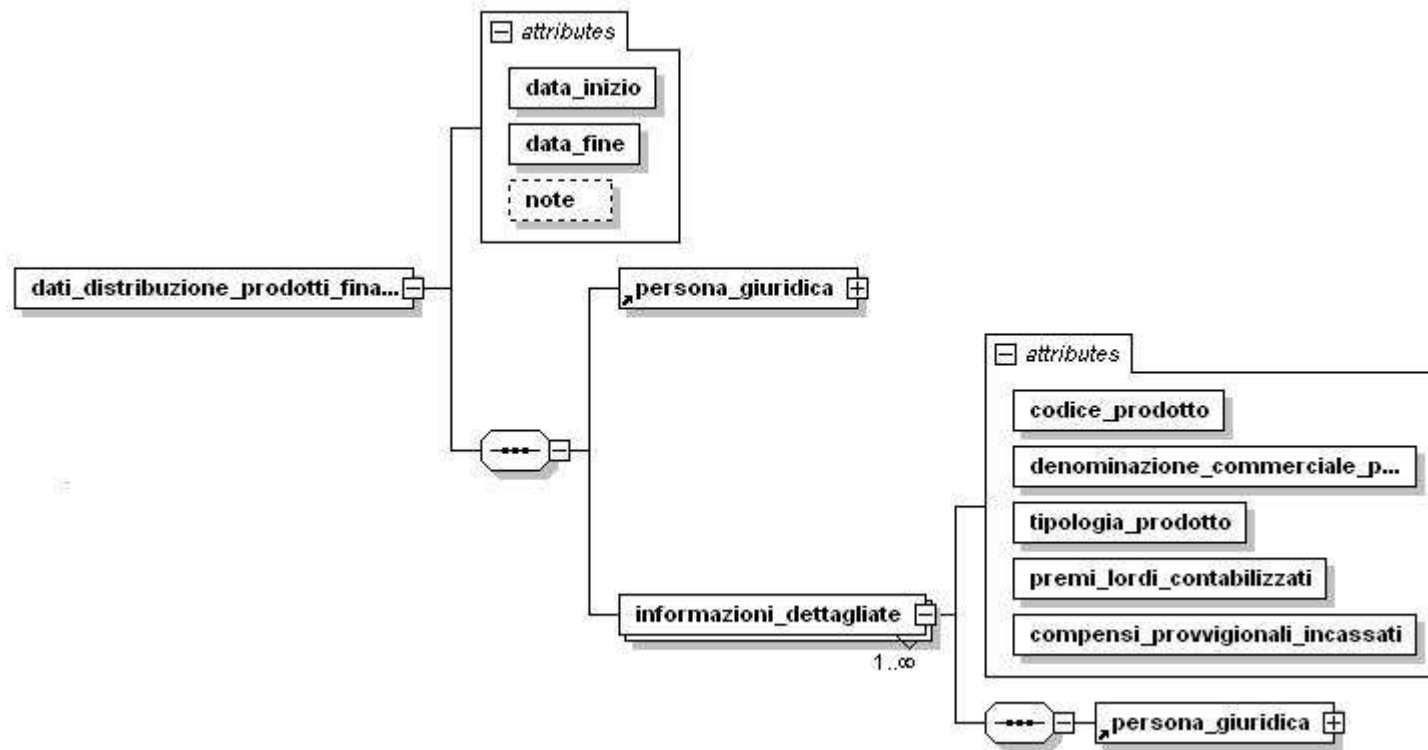 attributes
data_inizio
data_fine
note
dati_distribuzione_prodotti_fina...
persona_giuridica
attributes
codice_prodotto
denominazione_commerciale_p...
tipologia_prodotto
premi_lordi_contabilizzati
compensi_provvigionali_incassati
informazioni_dettagliate
1..∞
persona_giuridica